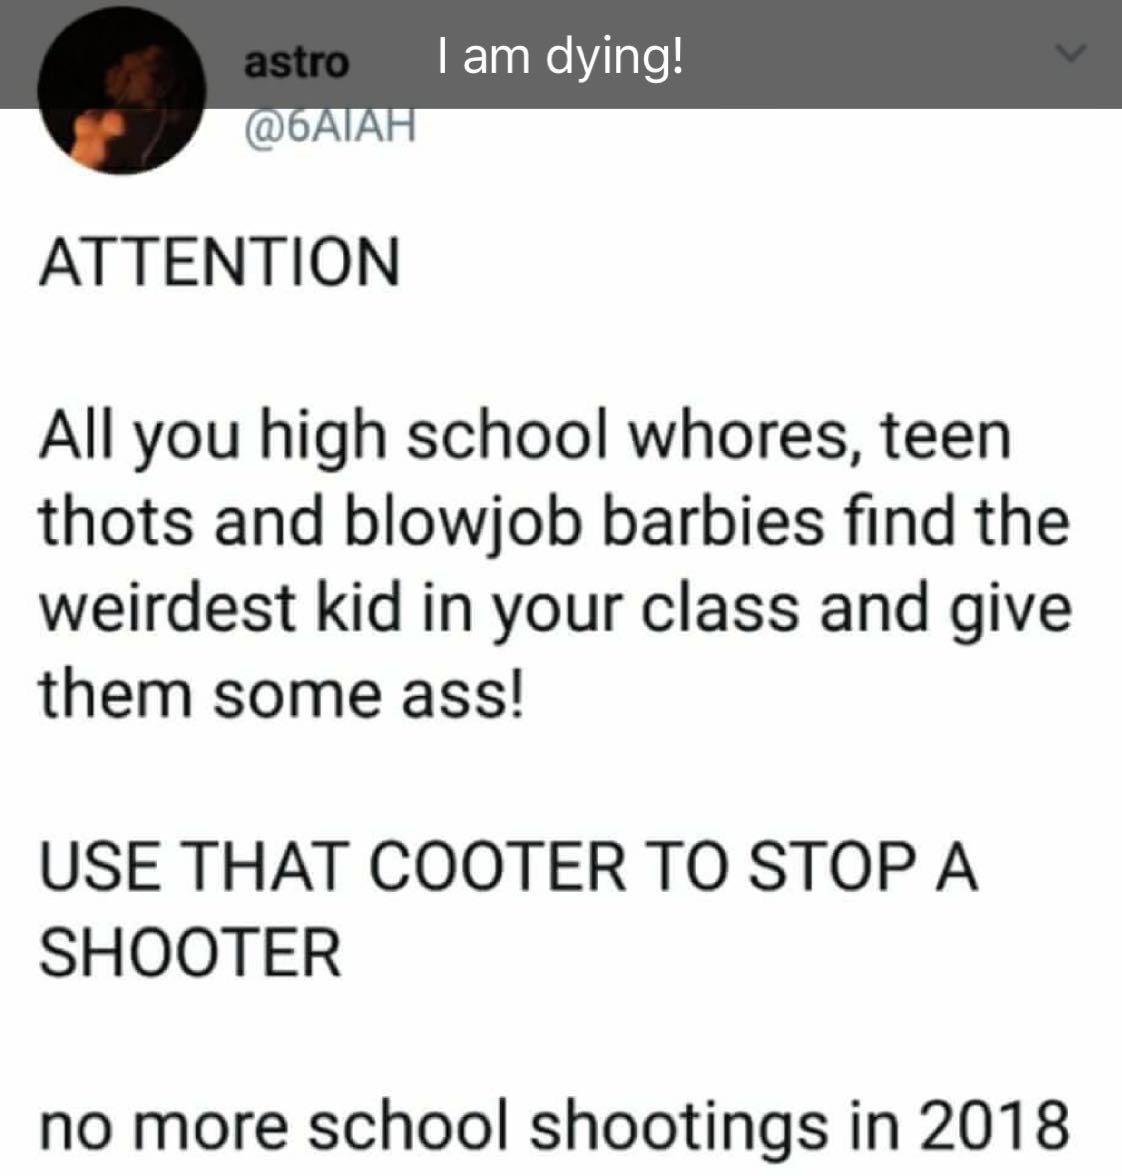 astro
I am dying!
@6AIAH
ATTENTION
All you high school whores, teen
thots and blowjob barbies find the
weirdest kid in your class and give
them some ass!
USE THAT COOTER TO STOP A
SHOOTER
no more school shootings in 2018